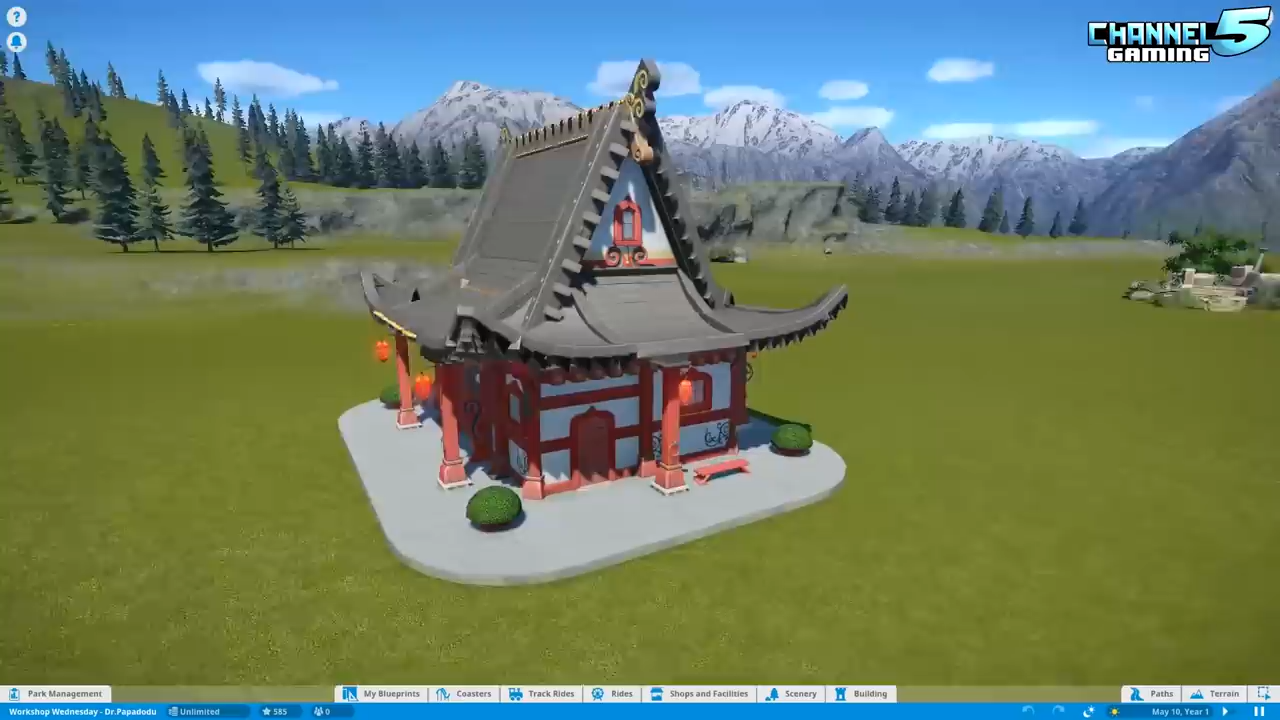 ?
CHANNEL 5
GAMING
Park Management
My Blueprints
Coasters
Track Rides
Rides
Shops and Facilities
Scenery
Building
Paths
Terrain
Workshop Wednesday - Dr.Papadodu
Unlimited
585
0
May 10, Year 1